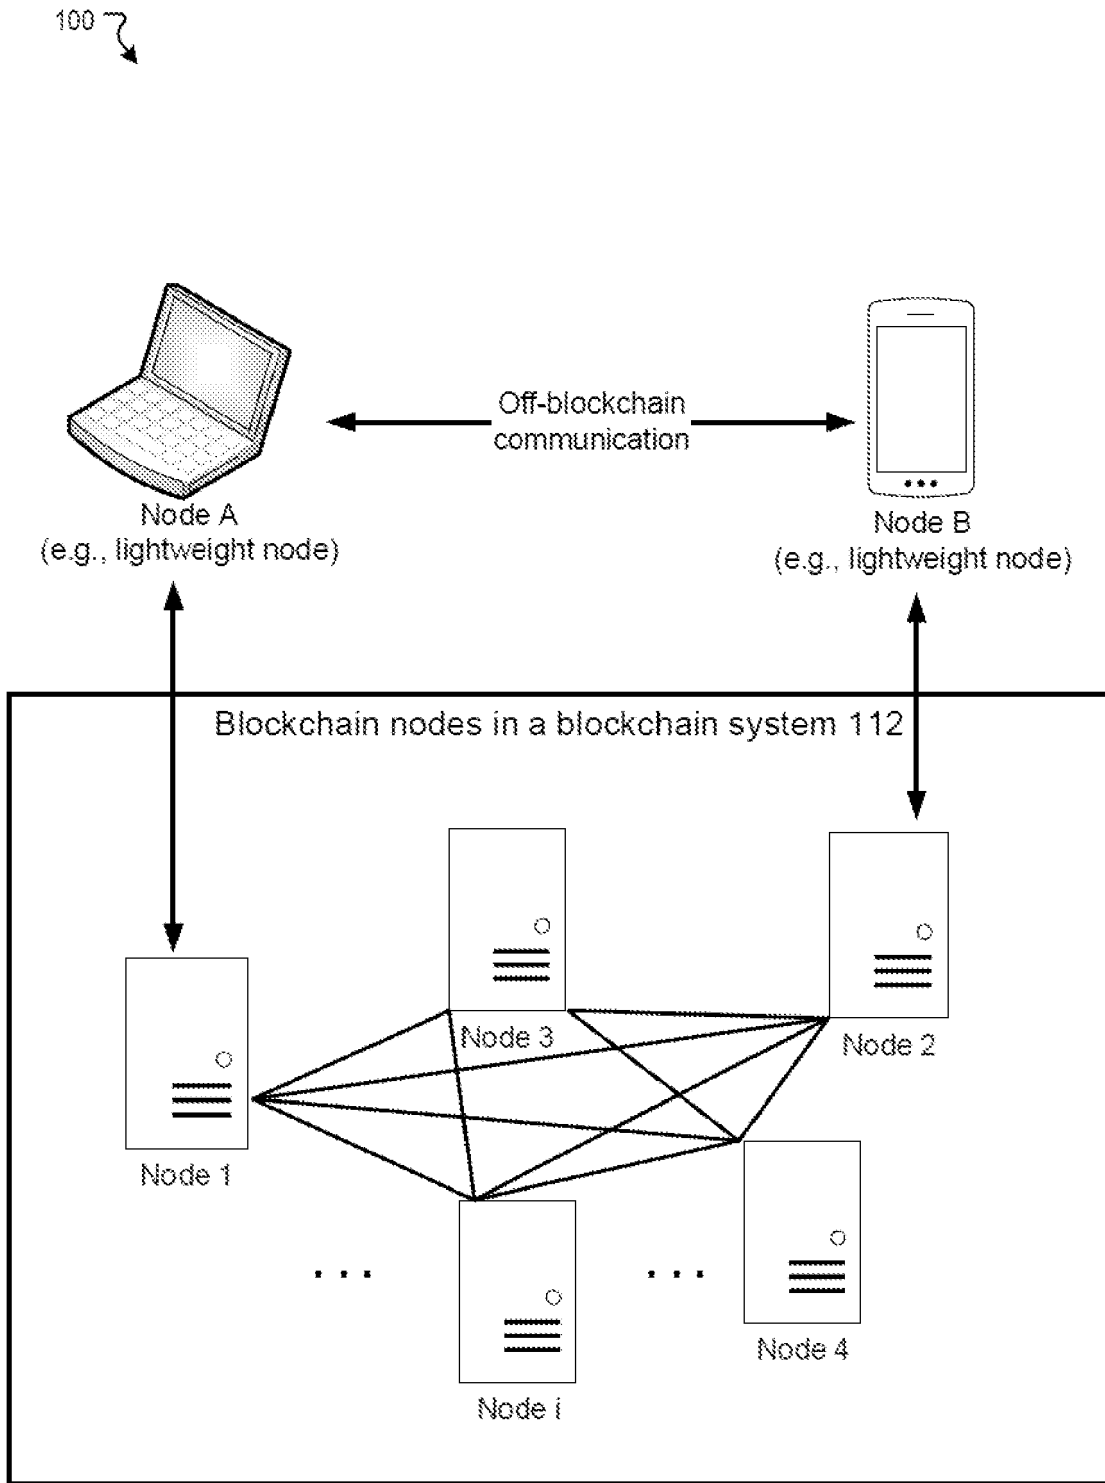 100
Off-blockchain
communication
Node A
(e.g., lightweight node)
Node B
(e.g., lightweight node)
Blockchain nodes in a blockchain system 112
Node 3
Node 2
Node 1
. . .
. . .
Node 4
Node i